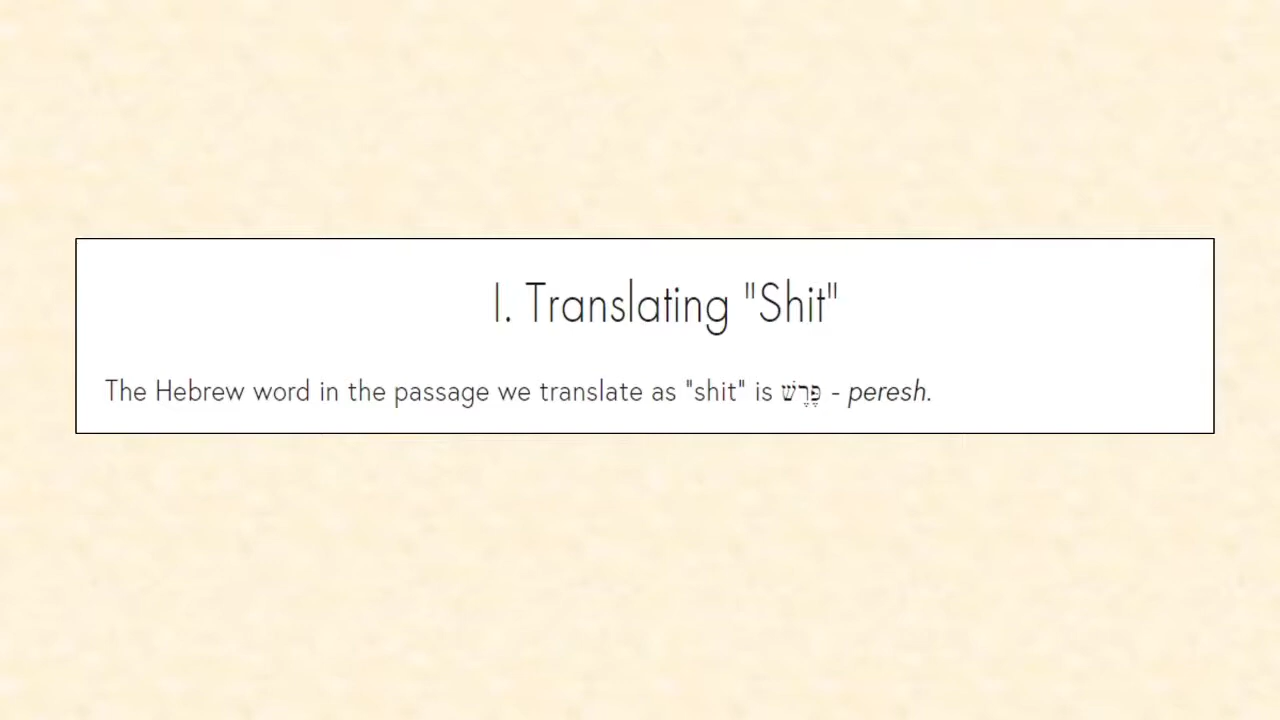 I. Translating "Shit"
The Hebrew word in the passage we translate as "shit" is פֶּרֶשׁ - peresh.